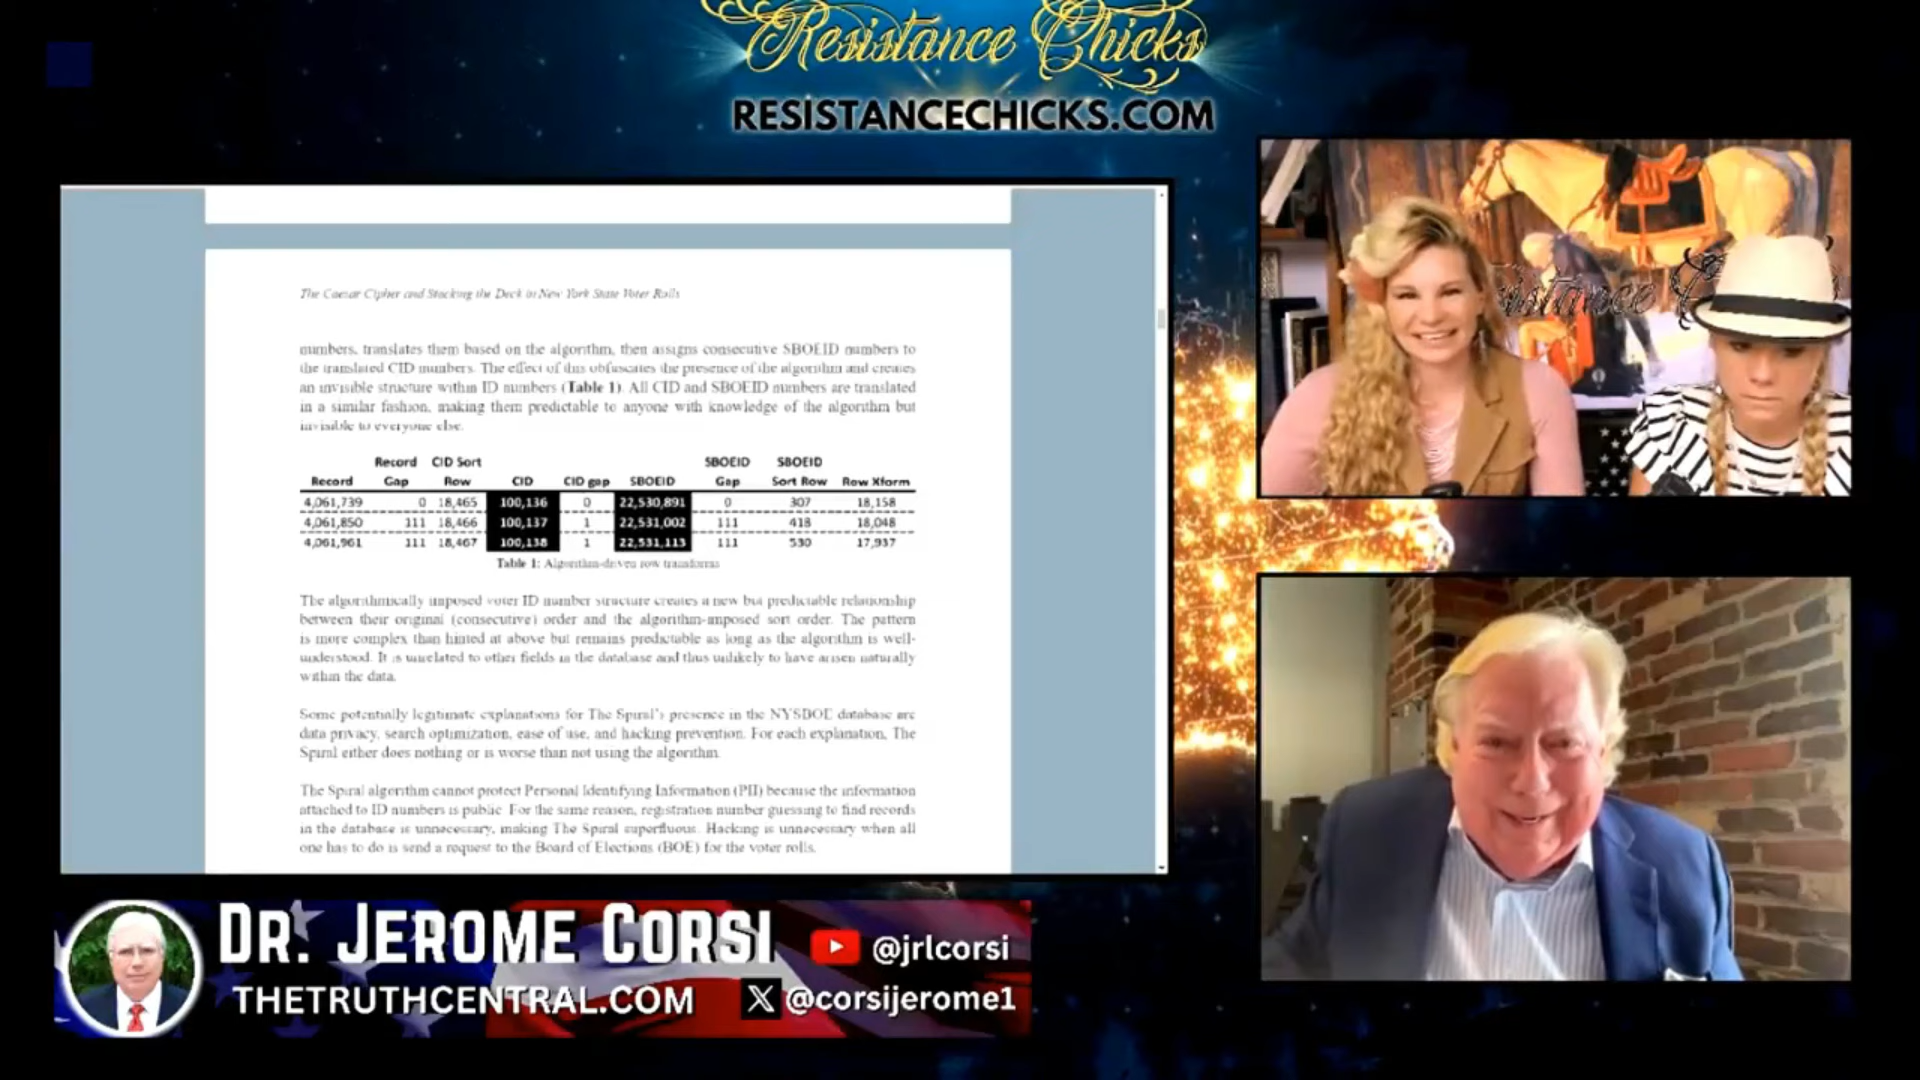 Resistance Chicks
RESISTANCECHICKS.COM
The Caesar Cipher and Stacking the Deck in New York State Voter Rolls
numbers, translates them based on the algorithm, then assigns consecutive SBOEID numbers to
the translated CID numbers. The effect of this obfuscates the presence of the algorithm and creates
an invisible structure within ID numbers (Table 1). All CID and SBOEID numbers are translated
in a similar fashion, making them predictable to anyone with knowledge of the algorithm but
invisible to everyone else.
Record CID Sort SBOEID SBOEID
Record Gap Row CID CID gap SBOEID Gap Sort Row Row Xform
4,061,739 0 18,465 100,136 0 22,530,891 0 307 18,158
4,061,850 111 18,466 100,137 1 22,531,002 111 418 18,048
4,061,961 111 18,467 100,138 1 22,531,113 111 530 17,937
Table 1: Algorithm-driven row transforms
The algorithmically imposed voter ID number structure creates a new but predictable relationship
between their original (consecutive) order and the algorithm-imposed sort order. The pattern
is more complex than hinted at above but remains predictable as long as the algorithm is well-
understood. It is unrelated to other fields in the database and thus unlikely to have arisen naturally
within the data.
Some potentially legitimate explanations for The Spiral's presence in the NYSBOE database are
data privacy, search optimization, ease of use, and hacking prevention. For each explanation, The
Spiral either does nothing or is worse than not using the algorithm.
The Spiral algorithm cannot protect Personal Identifying Information (PII) because the information
attached to ID numbers is public. For the same reason, registration number guessing to find records
in the database is unnecessary, making The Spiral superfluous. Hacking is unnecessary when all
one has to do is send a request to the Board of Elections (BOE) for the voter rolls.
DR. JEROME CORSI
@jrlcorsi
THETRUTHCENTRAL.COM
@corsijerome1